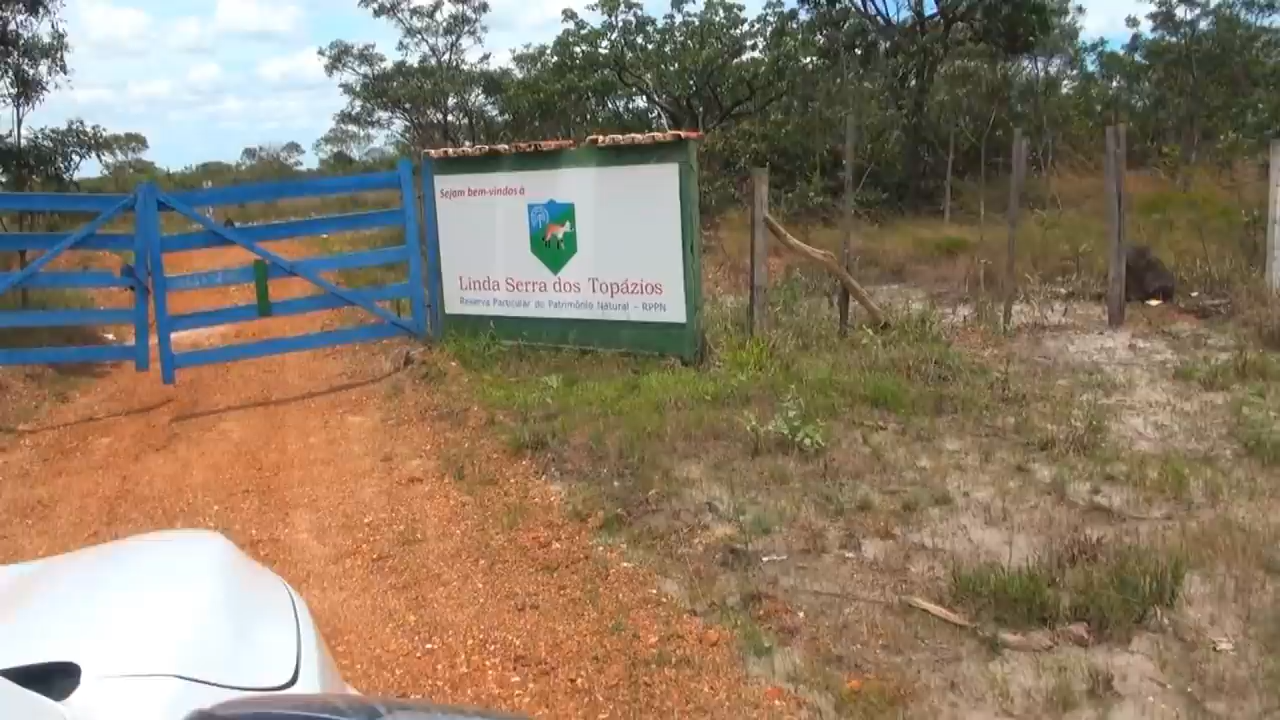 Sejam bem-vindos à
Linda Serra dos Topázios
Reserva Particular do Patrimônio Natural - RPPN